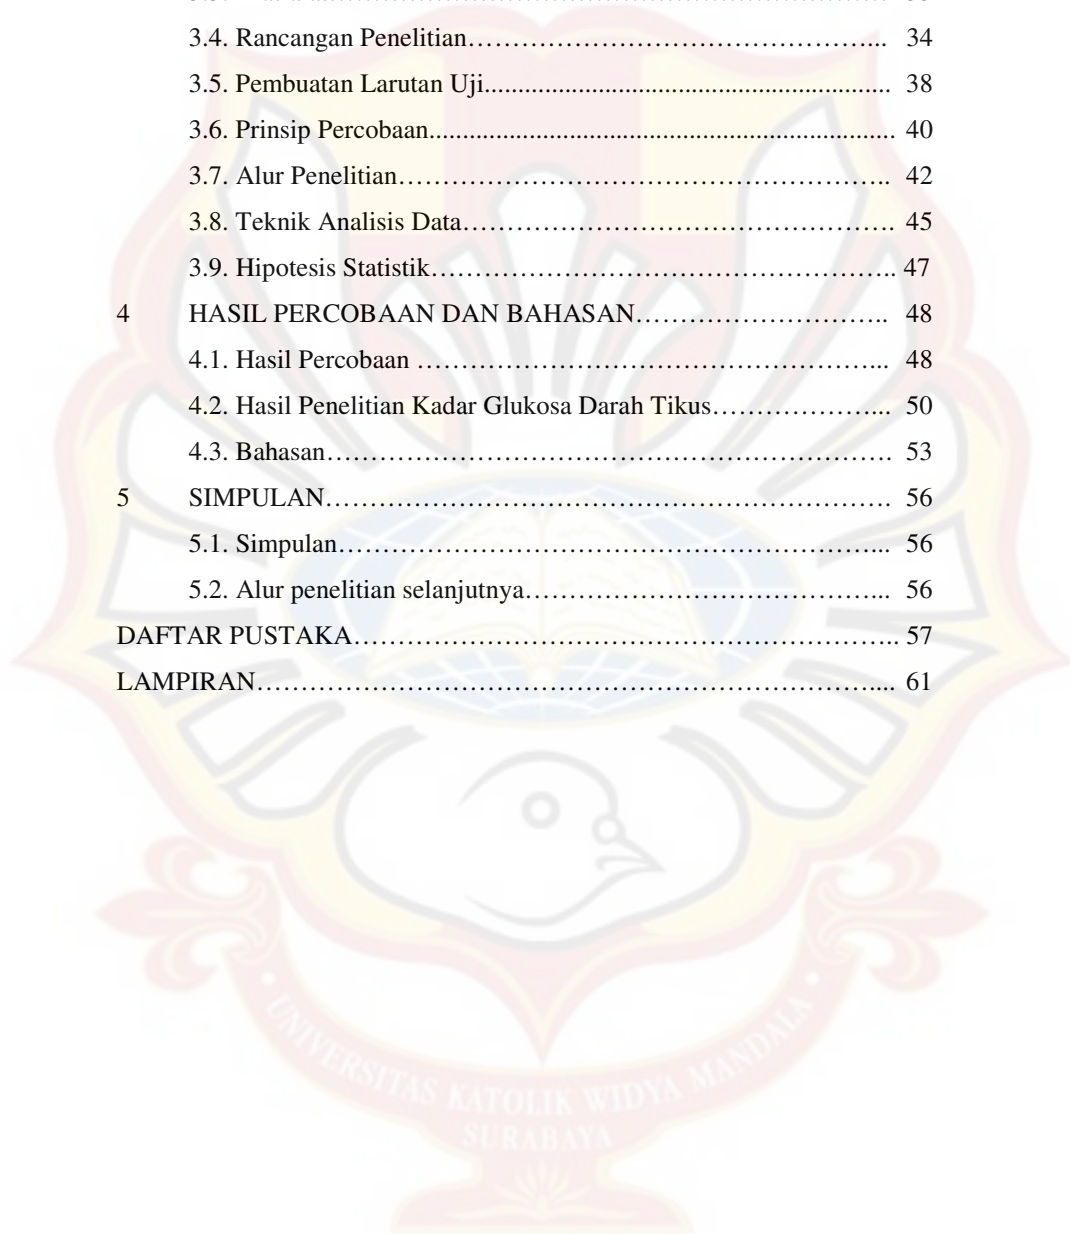 3.4. Rancangan Penelitian………………………………………... 34
3.5. Pembuatan Larutan Uji............................................................ 38
3.6. Prinsip Percobaan..................................................................... 40
3.7. Alur Penelitian……………………………………………….. 42
3.8. Teknik Analisis Data…………………………………………. 45
3.9. Hipotesis Statistik…………………………………………….. 47
4 HASIL PERCOBAAN DAN BAHASAN……………………….. 48
4.1. Hasil Percobaan ……………………………………………... 48
4.2. Hasil Penelitian Kadar Glukosa Darah Tikus………………... 50
4.3. Bahasan………………………………………………………. 53
5 SIMPULAN………………………………………………………. 56
5.1. Simpulan……………………………………………………... 56
5.2. Alur penelitian selanjutnya…………………………………... 56
DAFTAR PUSTAKA……………………………………………………... 57
LAMPIRAN……………………………………………………………….... 61
UNIVERSITAS KATOLIK WIDYA MANDALA
SURABAYA